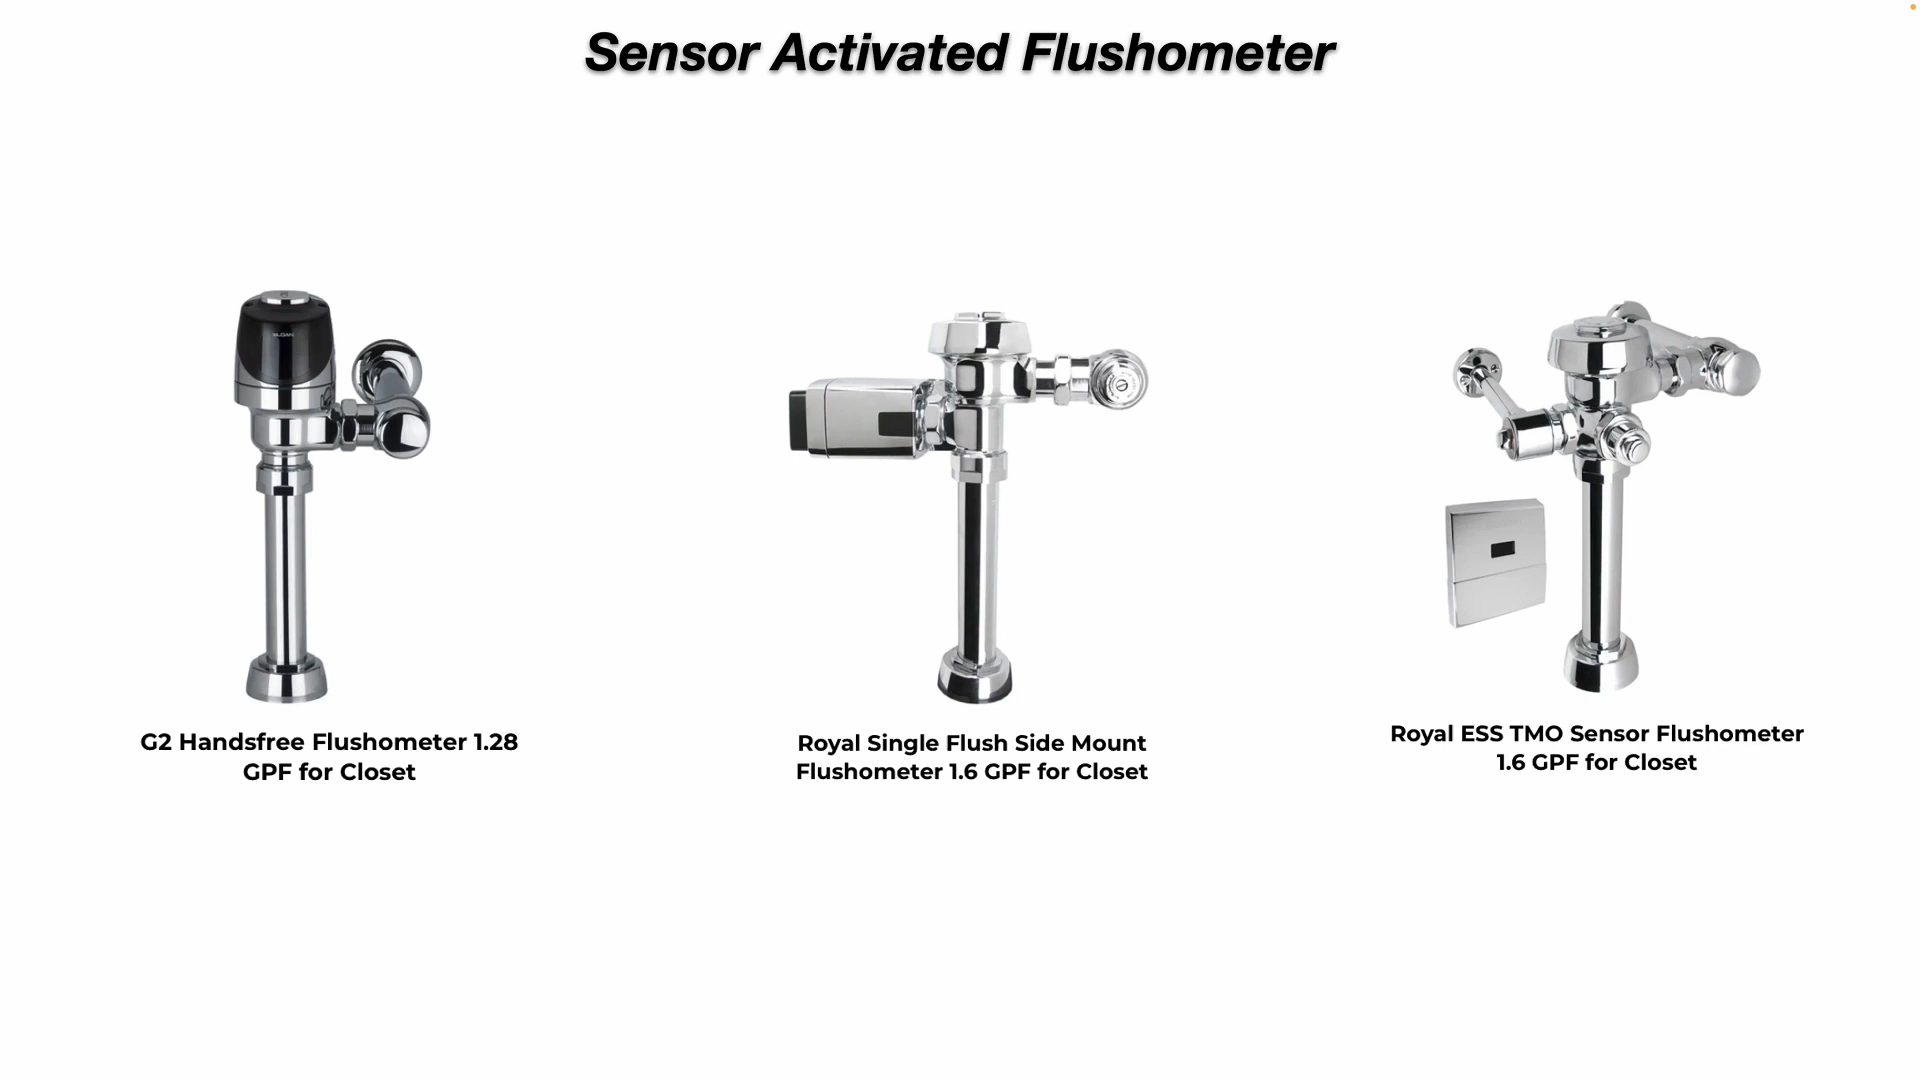 Sensor Activated Flushometer
SLOAN
G2 Handsfree Flushometer 1.28
GPF for Closet
Royal Single Flush Side Mount
Flushometer 1.6 GPF for Closet
Royal ESS TMO Sensor Flushometer
1.6 GPF for Closet